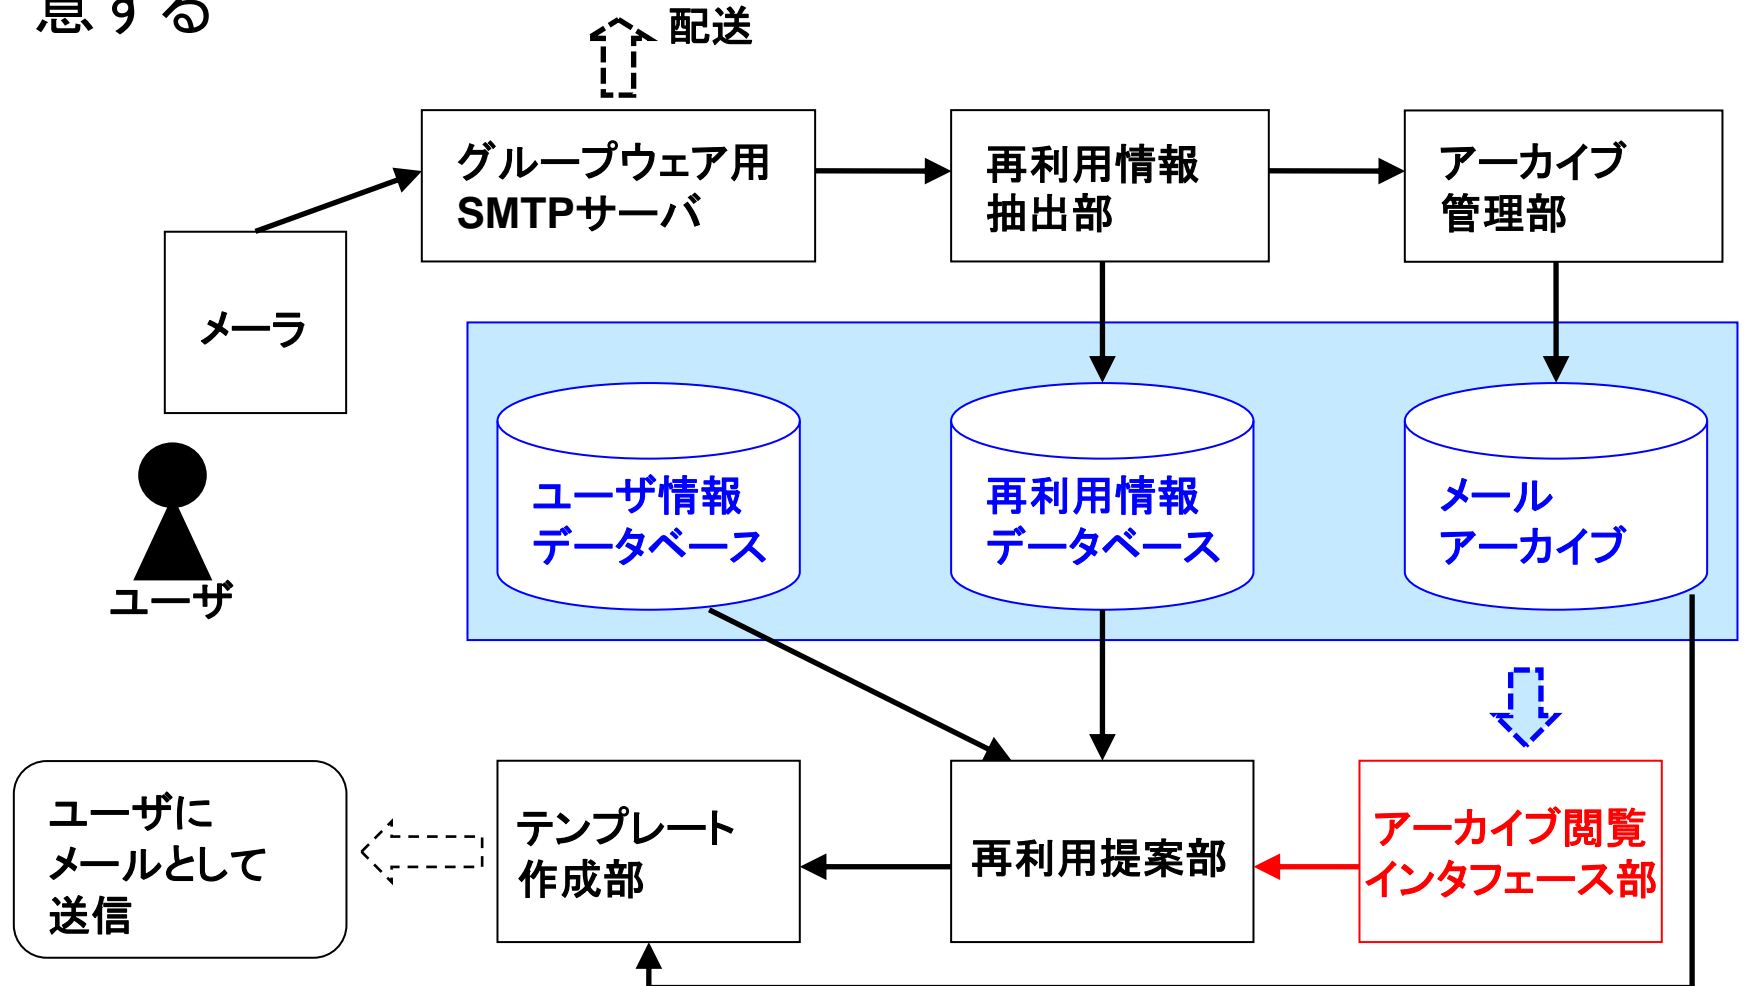 息する
配送
グループウェア用
SMTPサーバ
再利用情報
抽出部
アーカイブ
管理部
メーラ
ユーザ情報
データベース
再利用情報
データベース
メール
アーカイブ
ユーザ
ユーザに
メールとして
送信
テンプレート
作成部
再利用提案部
アーカイブ閲覧
インタフェース部